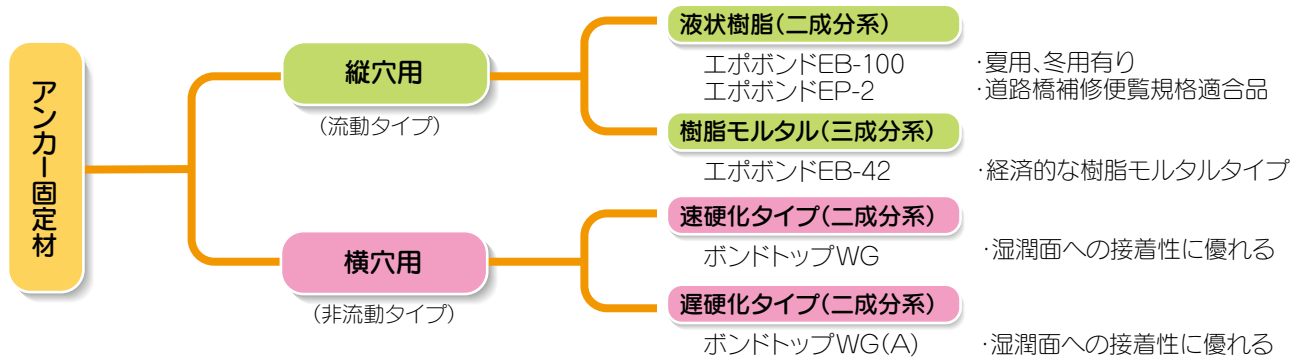 アンカー固定材
縦穴用
(流動タイプ)
液状樹脂(二成分系)
エポボンドEB-100 ・夏用、冬用有り
エポボンドEP-2 ・道路橋補修便覧規格適合品
樹脂モルタル(三成分系)
エポボンドEB-42 ・経済的な樹脂モルタルタイプ
横穴用
(非流動タイプ)
速硬化タイプ(二成分系)
ボンドトップWG ・湿潤面への接着性に優れる
遅硬化タイプ(二成分系)
ボンドトップWG(A) ・湿潤面への接着性に優れる